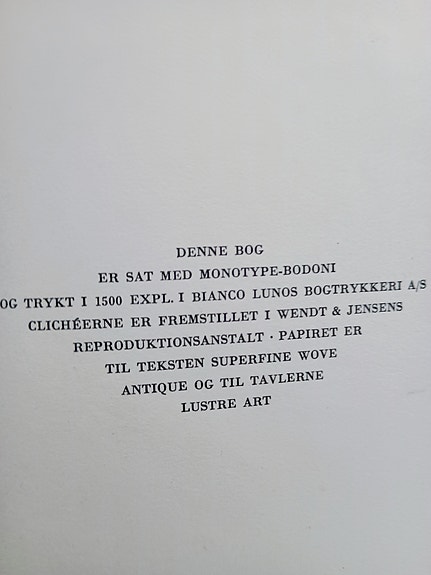 DENNE BOG
ER SAT MED MONOTYPE-BODONI
OG TRYKT I 1500 EXPL. I BIANCO LUNOS BOGTRYKKERI A/S
CLICHÉERNE ER FREMSTILLET I WENDT & JENSENS
REPRODUKTIONSANSTALT · PAPIRET ER
TIL TEKSTEN SUPERFINE WOVE
ANTIQUE OG TIL TAVLERNE
LUSTRE ART